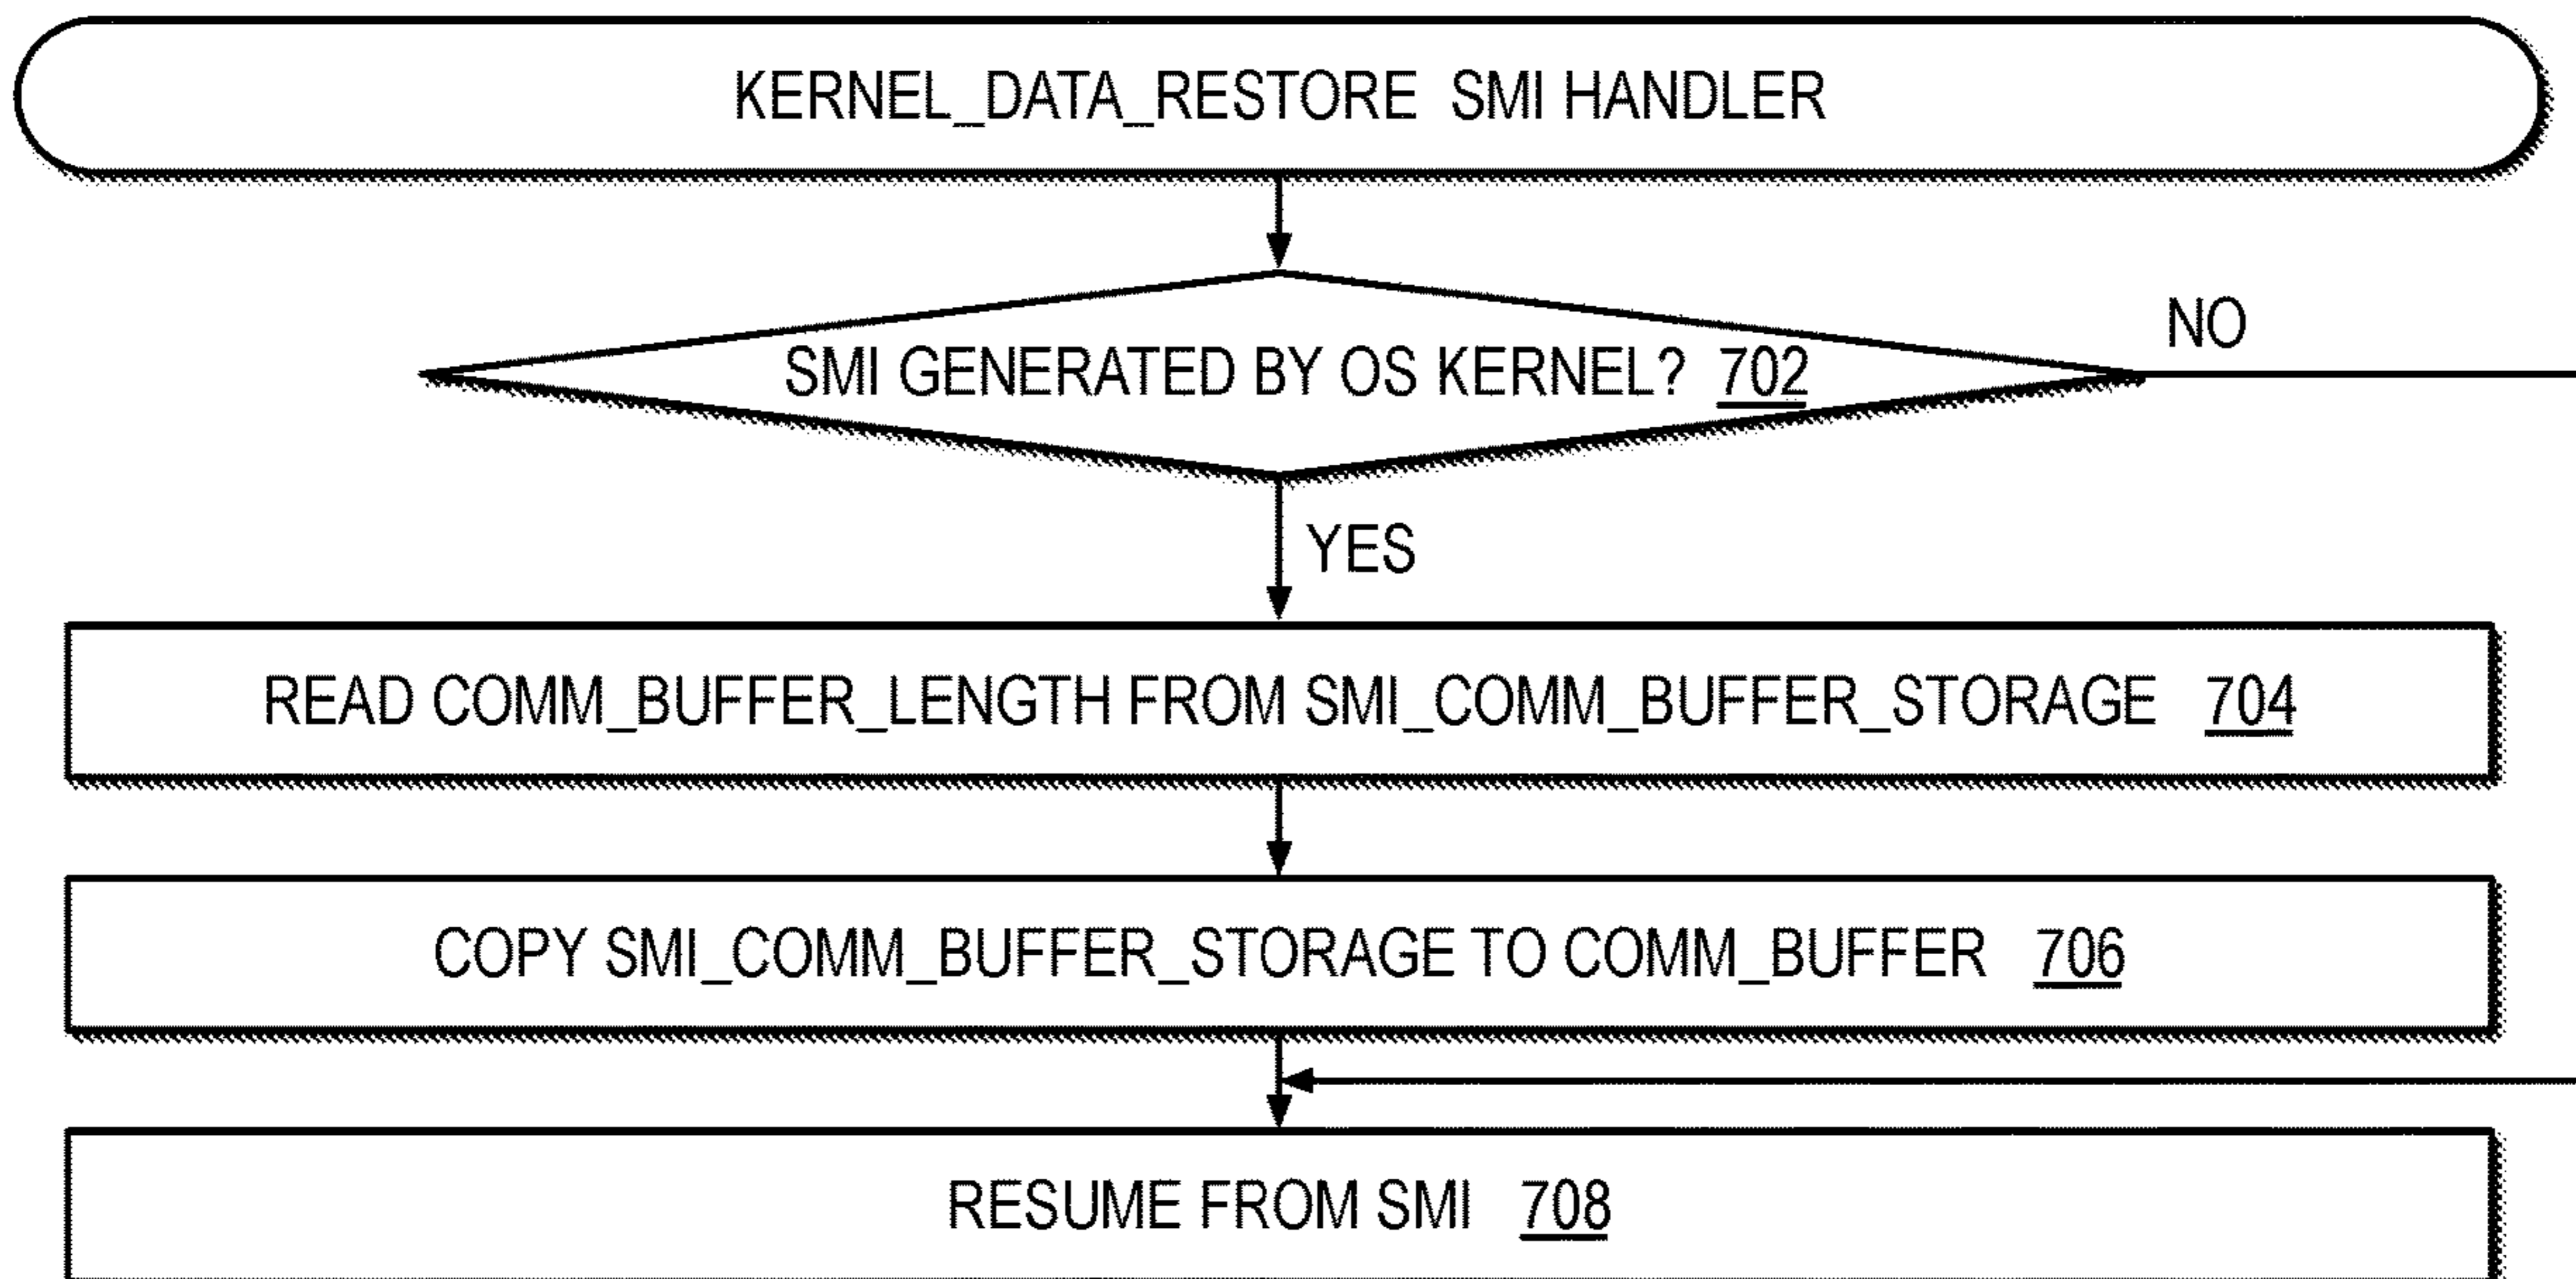 KERNEL_DATA_RESTORE SMI HANDLER
SMI GENERATED BY OS KERNEL? 702
NO
YES
READ COMM_BUFFER_LENGTH FROM SMI_COMM_BUFFER_STORAGE 704
COPY SMI_COMM_BUFFER_STORAGE TO COMM_BUFFER 706
RESUME FROM SMI 708